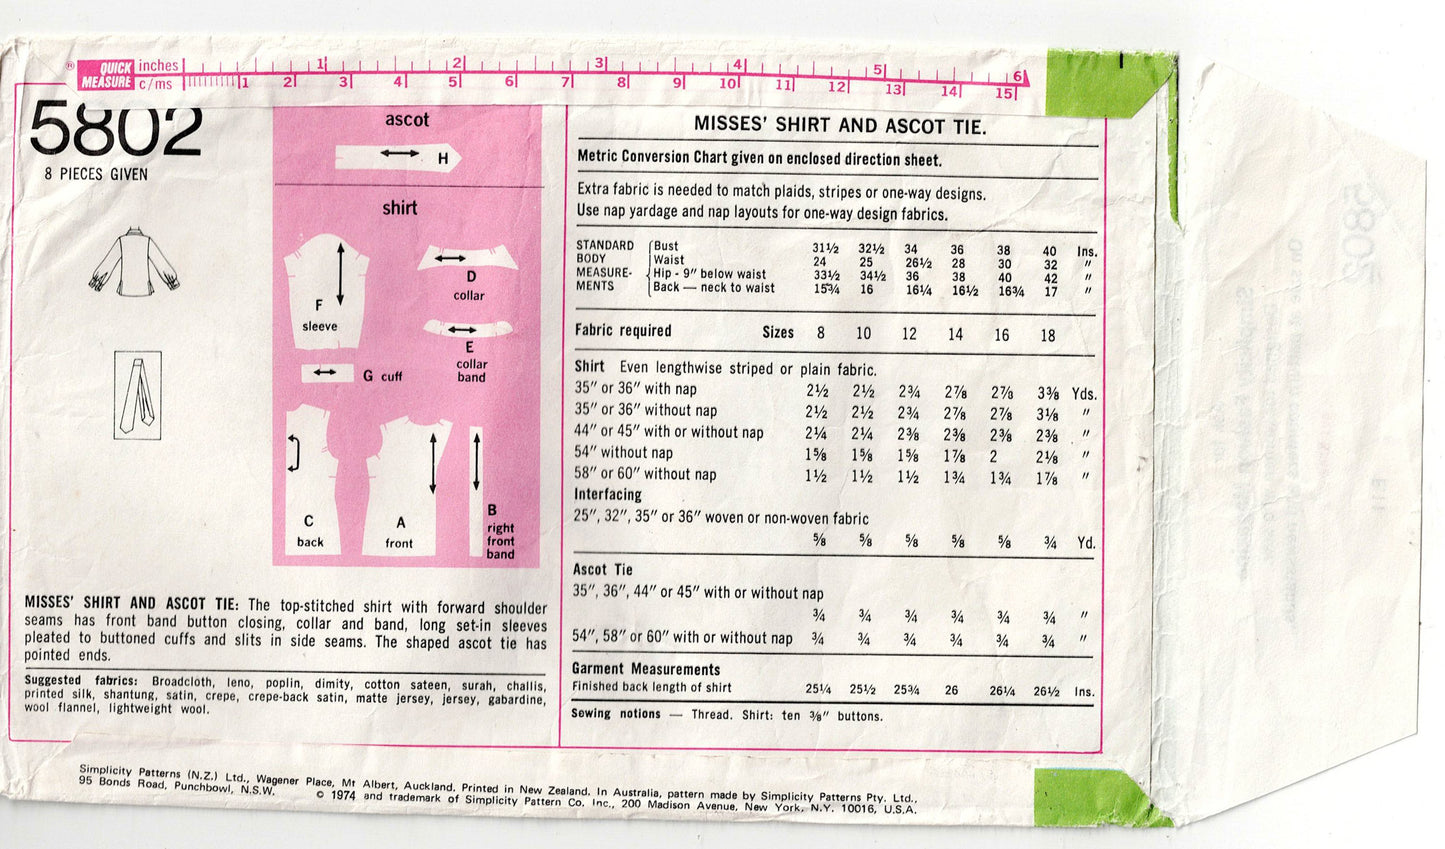 ® QUICK MEASURE inches 1 2 3 4 5 6
c/ms 1 2 3 4 5 6 7 8 9 10 11 12 13 14 15
5802
8 PIECES GIVEN
ascot
H
shirt
F
sleeve
D
collar
E
collar
band
G cuff
C
back
A
front
B
right
front
band
MISSES' SHIRT AND ASCOT TIE: The top-stitched shirt with forward shoulder
seams has front band button closing, collar and band, long set-in sleeves
pleated to buttoned cuffs and slits in side seams. The shaped ascot tie has
pointed ends.
Suggested fabrics: Broadcloth, leno, poplin, dimity, cotton sateen, surah, challis,
printed silk, shantung, satin, crepe, crepe-back satin, matte jersey, jersey, gabardine,
wool flannel, lightweight wool.
MISSES' SHIRT AND ASCOT TIE.
Metric Conversion Chart given on enclosed direction sheet.
Extra fabric is needed to match plaids, stripes or one-way designs.
Use nap yardage and nap layouts for one-way design fabrics.
STANDARD Bust 31½ 32½ 34 36 38 40 Ins.
BODY Waist 24 25 26½ 28 30 32 "
MEASURE- Hip - 9" below waist 33½ 34½ 36 38 40 42 "
MENTS Back — neck to waist 15¾ 16 16¼ 16½ 16¾ 17 "
Fabric required Sizes 8 10 12 14 16 18
Shirt Even lengthwise striped or plain fabric.
35" or 36" with nap 2½ 2½ 2¾ 2⅞ 2⅞ 3⅜ Yds.
35" or 36" without nap 2½ 2½ 2¾ 2⅞ 2⅞ 3⅛ "
44" or 45" with or without nap 2¼ 2¼ 2⅜ 2⅜ 2⅜ 2⅜ "
54" without nap 1⅝ 1⅝ 1⅝ 1⅞ 2 2⅛ "
58" or 60" without nap 1½ 1½ 1½ 1¾ 1¾ 1⅞ "
Interfacing
25", 32", 35" or 36" woven or non-woven fabric
⅝ ⅝ ⅝ ⅝ ⅝ ¾ Yd.
Ascot Tie
35", 36", 44" or 45" with or without nap
¾ ¾ ¾ ¾ ¾ ¾ "
54", 58" or 60" with or without nap ¾ ¾ ¾ ¾ ¾ ¾ "
Garment Measurements
Finished back length of shirt 25¼ 25½ 25¾ 26 26¼ 26½ Ins.
Sewing notions — Thread. Shirt: ten ⅜" buttons.
Simplicity Patterns (N.Z.) Ltd., Wagener Place, Mt Albert, Auckland. Printed in New Zealand. In Australia, pattern made by Simplicity Patterns Pty. Ltd.,
95 Bonds Road, Punchbowl, N.S.W. © 1974 and trademark of Simplicity Pattern Co. Inc., 200 Madison Avenue, New York, N.Y. 10016, U.S.A.
5802